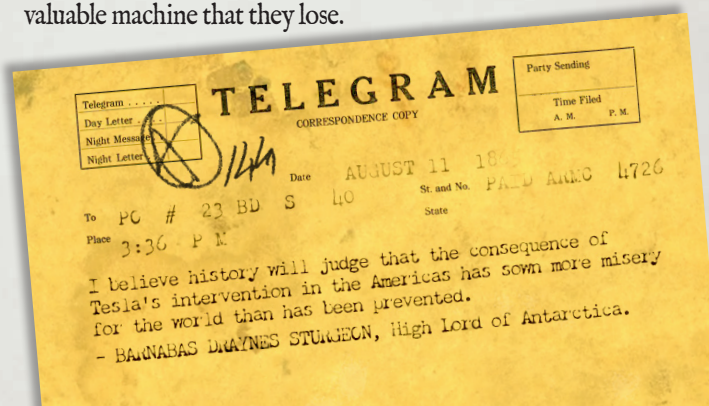 valuable machine that they lose.
TELEGRAM
CORRESPONDENCE COPY
Telegram . . . . .
Day Letter . . . .
Night Message
Night Letter
144
Party Sending
Time Filed
A. M. P. M.
Date AUGUST 11 18
To PC # 23 BD S 40 St. and No. PAID ARMC 4726
Place 3:36 P M State
I believe history will judge that the consequence of
Tesla's intervention in the Americas has sown more misery
for the world than has been prevented.
- BARNABAS DRAYNES STURGEON, High Lord of Antarctica.